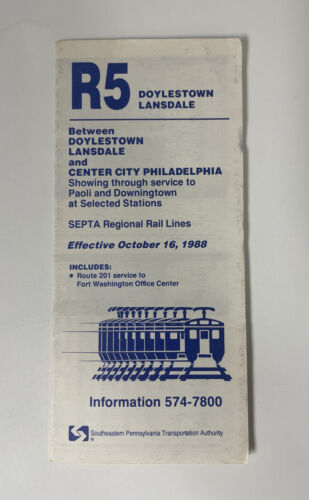 R5 DOYLESTOWN
LANSDALE
Between
DOYLESTOWN
LANSDALE
and
CENTER CITY PHILADELPHIA
Showing through service to
Paoli and Downingtown
at Selected Stations
SEPTA Regional Rail Lines
Effective October 16, 1988
INCLUDES:
• Route 201 service to
Fort Washington Office Center
Information 574-7800
Southeastern Pennsylvania Transportation Authority
®